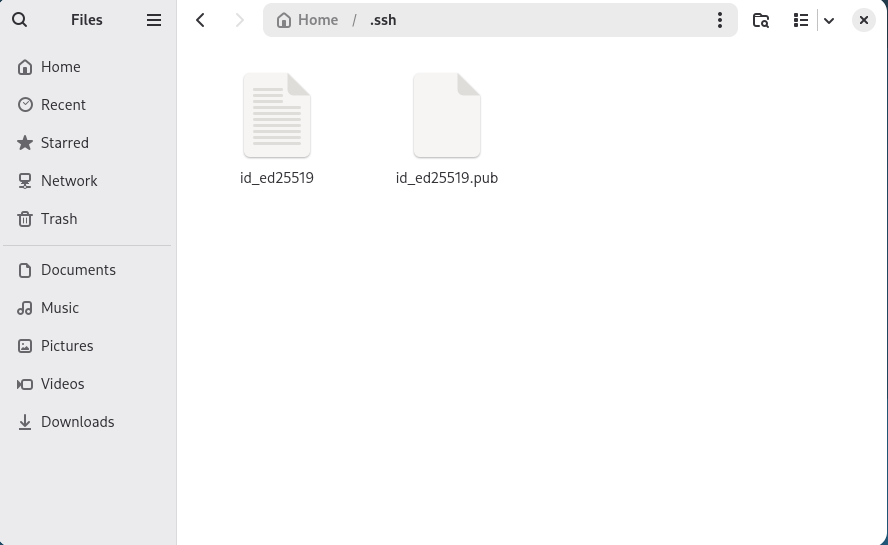 Files
Home / .ssh
Home
Recent
Starred
Network
Trash
Documents
Music
Pictures
Videos
Downloads
id_ed25519
id_ed25519.pub